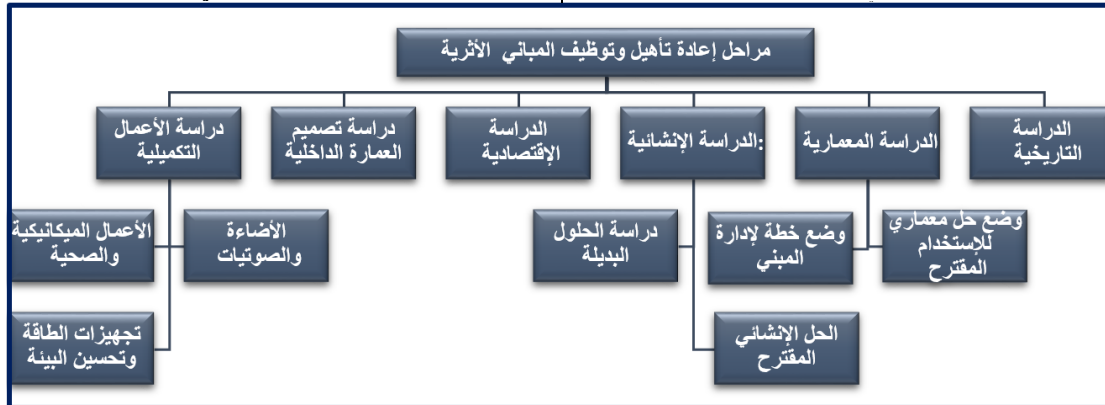 مراحل إعادة تأهيل وتوظيف المباني الأثرية
الدراسة
التاريخية
الدراسة المعمارية
الدراسة الإنشائية:
الدراسة
الإقتصادية
دراسة تصميم
العمارة الداخلية
دراسة الأعمال
التكميلية
وضع حل معماري
للإستخدام
المقترح
وضع خطة لإدارة
المبني
دراسة الحلول
البديلة
الأضاءة
والصوتيات
الأعمال الميكانيكية
والصحية
الحل الإنشائي
المقترح
تجهيزات الطاقة
وتحسين البيئة